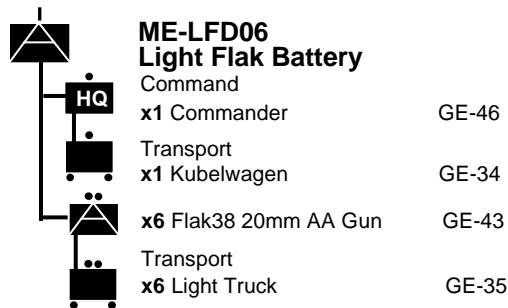 ME-LFD06
Light Flak Battery
Command
HQ
x1 Commander GE-46
Transport
x1 Kubelwagen GE-34
x6 Flak38 20mm AA Gun GE-43
Transport
x6 Light Truck GE-35